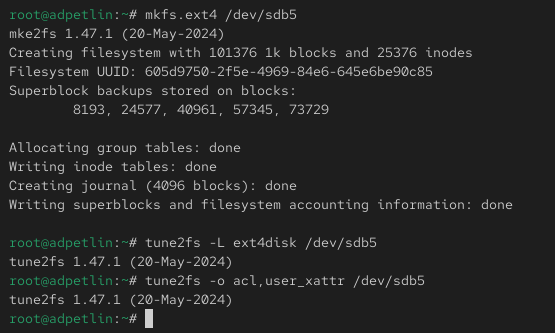 root@adpetlin:~# mkfs.ext4 /dev/sdb5
mke2fs 1.47.1 (20-May-2024)
Creating filesystem with 101376 1k blocks and 25376 inodes
Filesystem UUID: 605d9750-2f5e-4969-84e6-645e6be90c85
Superblock backups stored on blocks:
        8193, 24577, 40961, 57345, 73729

Allocating group tables: done
Writing inode tables: done
Creating journal (4096 blocks): done
Writing superblocks and filesystem accounting information: done

root@adpetlin:~# tune2fs -L ext4disk /dev/sdb5
tune2fs 1.47.1 (20-May-2024)
root@adpetlin:~# tune2fs -o acl,user_xattr /dev/sdb5
tune2fs 1.47.1 (20-May-2024)
root@adpetlin:~#